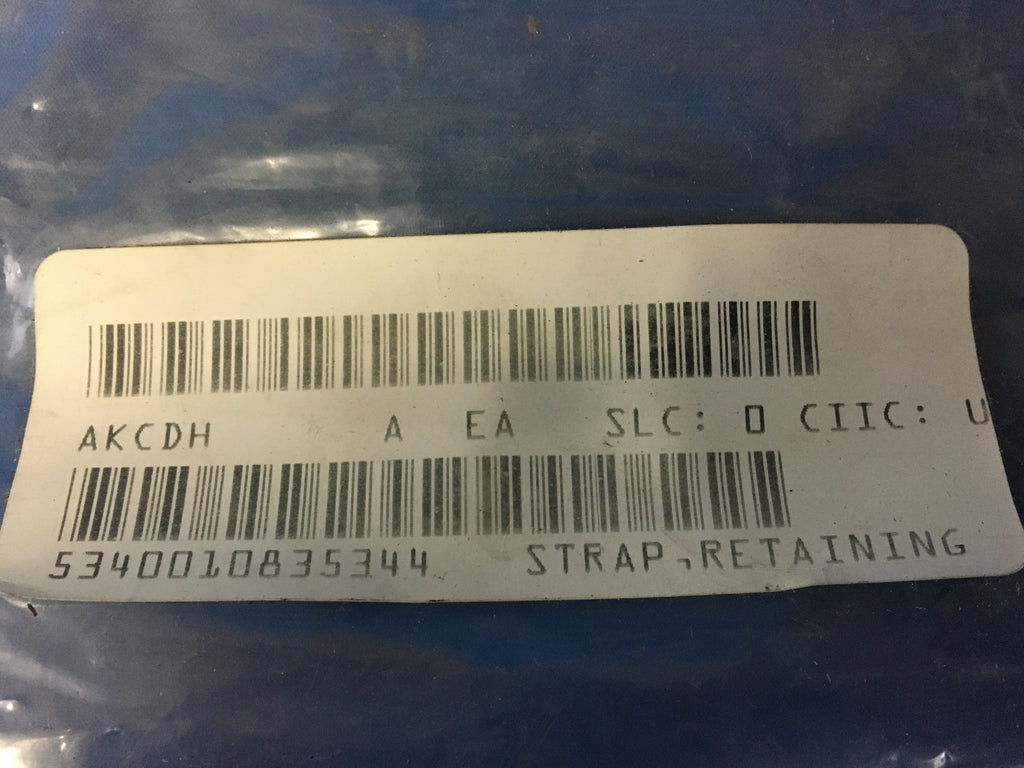 AKCDH A EA SLC: 0 CIIC: U
5340010835344 STRAP,RETAINING